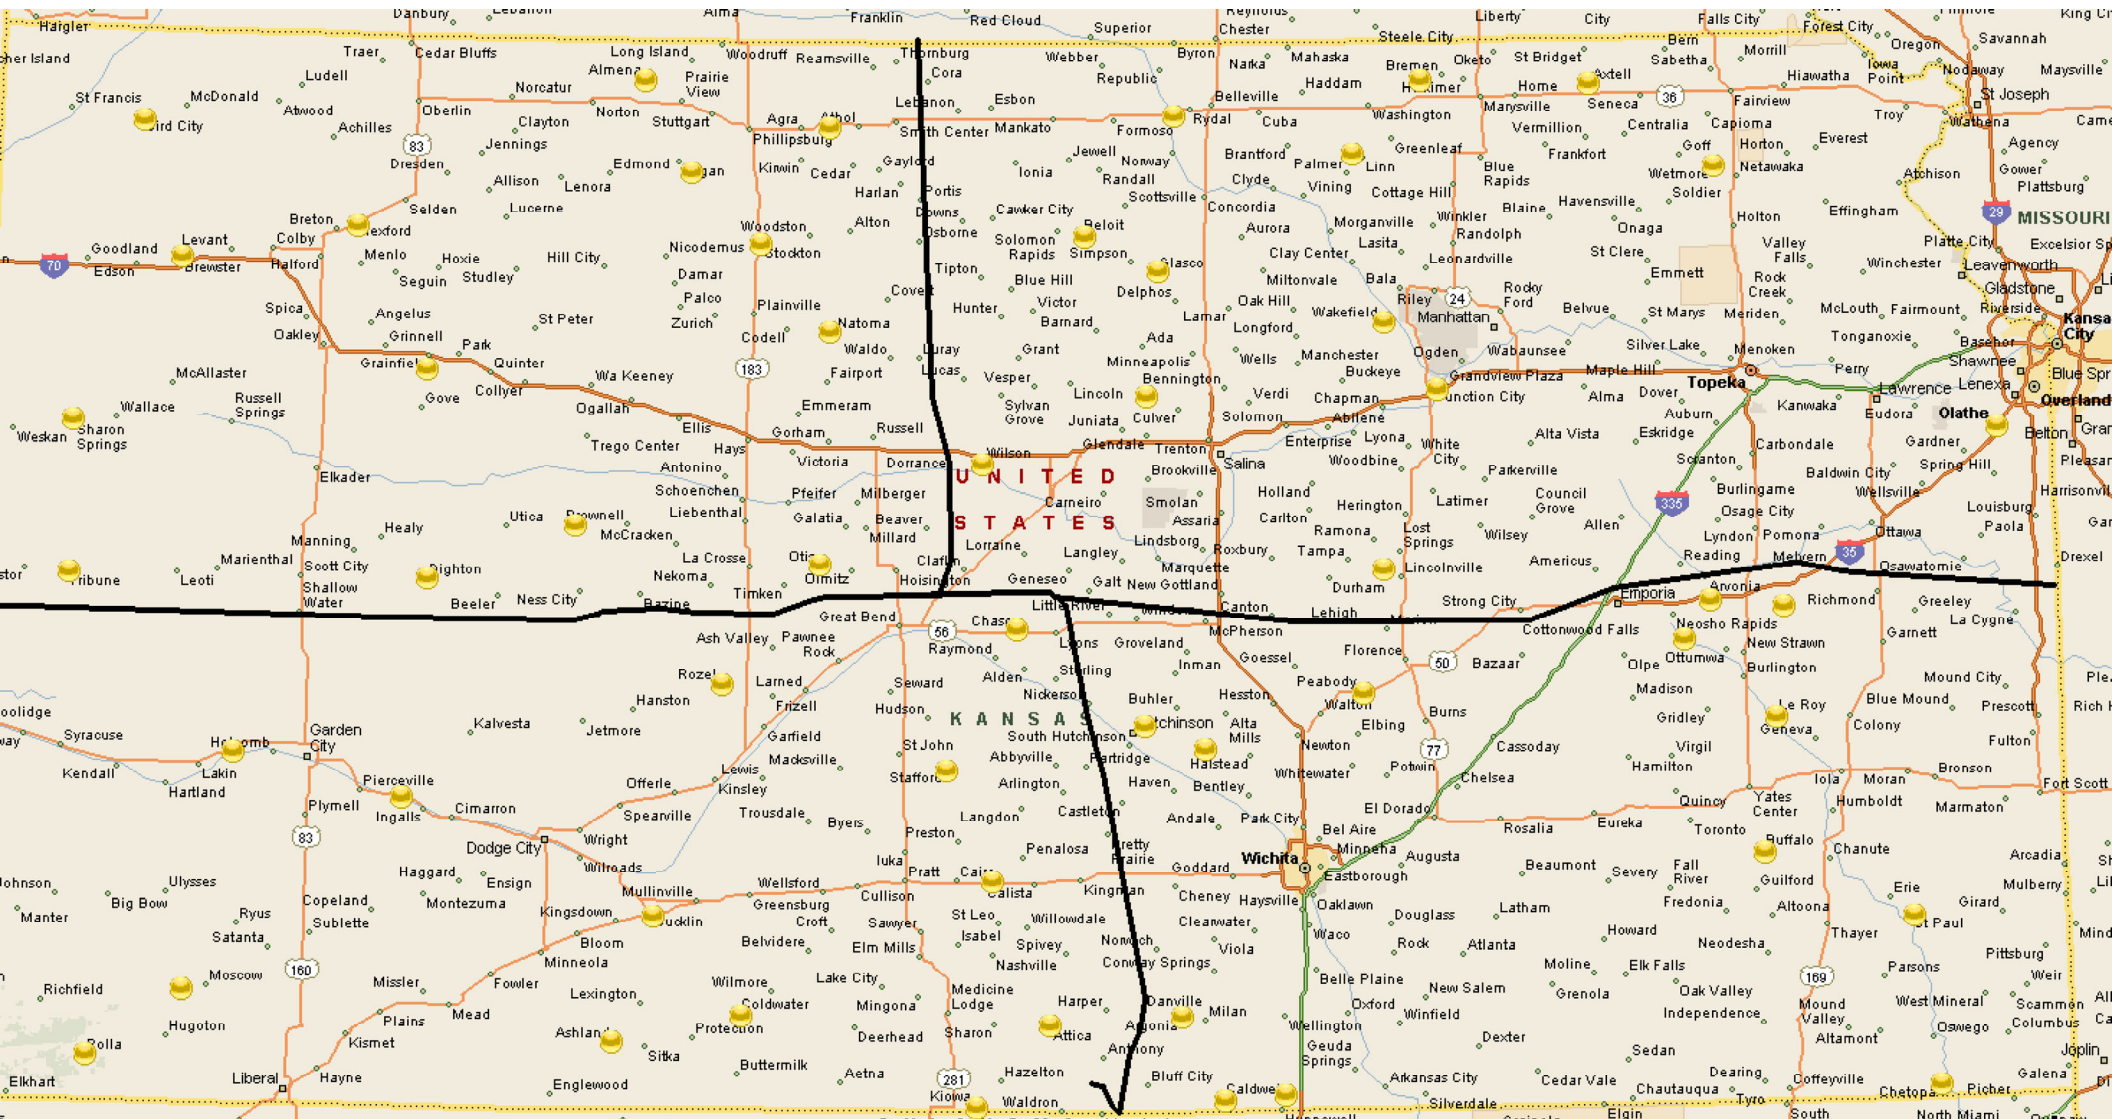 Haigler
Danbury
Lebanon
Alma
Franklin
Red Cloud
Superior
Reynolds
Chester
Liberty
City
Falls City
Forest City
Fillmore
King Ci
her Island
Traer
Cedar Bluffs
Long Island
Woodruff
Reamsville
Thornburg
Webber
Byron
Steele City
Mahaska
Narka
Oketo
St Bridget
Bern
Sabetha
Morrill
Oregon
Savannah
Iowa
Point
Nodaway
Maysville
Ludell
Almena
Prairie
View
Cora
Republic
Haddam
Bremen
Home
Axtell
Hiawatha
St Joseph
St Francis
McDonald
Atwood
Norcatur
Oberlin
Norton
Stuttgart
Lebanon
Esbon
Belleville
Marysville
Seneca
36
Fairview
Troy
Wathena
Bird City
Achilles
Clayton
Jennings
Agra
Athol
Phillipsburg
Smith Center
Mankato
Formoso
Rydal
Cuba
Washington
Vermillion
Centralia
Capioma
Everest
Agency
83
Dresden
Edmond
Logan
Kirwin
Cedar
Gaylord
Jewell
Norway
Brantford
Palmer
Linn
Greenleaf
Frankfort
Goff
Horton
Netawaka
Gower
Allison
Lenora
Harlan
Portis
Ionia
Randall
Scottsville
Clyde
Vining
Cottage Hill
Blue
Rapids
Wetmore
Soldier
Atchison
Plattsburg
Selden
Lucerne
Alton
Downs
Cawker City
Beloit
Concordia
Morganville
Winkler
Blaine
Havensville
Holton
Effingham
29
MISSOURI
Breton
Rexford
Woodston
Osborne
Solomon
Rapids
Simpson
Aurora
Lasita
Randolph
Onaga
Platte City
Excelsior Sp
Goodland
Levant
Colby
Menlo
Hoxie
Hill City
Nicodemus
Stockton
Glasco
Clay Center
Leonardville
St Clere
Valley
Falls
Winchester
Leavenworth
70
Edson
Brewster
Halford
Seguin
Studley
Damar
Tipton
Blue Hill
Delphos
Miltonvale
Bala
Emmett
Rock
Creek
Gladstone
Spica
Palco
Plainville
Covert
Hunter
Victor
Barnard
Lamar
Oak Hill
Riley
24
Rocky
Ford
Belvue
St Marys
Meriden
McLouth
Fairmount
Riverside
Kansa
City
Oakley
Angelus
Grinnell
St Peter
Zurich
Codell
Natoma
Waldo
Luray
Grant
Ada
Longford
Wakefield
Manhattan
Silver Lake
Menoken
Tonganoxie
Basehor
Park
Quinter
Minneapolis
Wells
Manchester
Ogden
Wabaunsee
Shawnee
McAllaster
Grainfield
Gove
Collyer
Wa Keeney
183
Fairport
Lucas
Vesper
Bennington
Buckeye
Grandview Plaza
Maple Hill
Topeka
Perry
Lawrence
Lenexa
Blue Spr
Wallace
Russell
Springs
Ogallah
Emmeram
Sylvan
Grove
Lincoln
Culver
Verdi
Chapman
Junction City
Alma
Dover
Auburn
Kanwaka
Eudora
Olathe
Overland
Weskan
Sharon
Springs
Trego Center
Ellis
Hays
Gorham
Russell
Juniata
Solomon
Abilene
Alta Vista
Eskridge
Carbondale
Gardner
Belton
Gran
Victoria
Dorrance
Wilson
Glendale
Trenton
Enterprise
Lyona
White
City
Elkader
Antonino
UNITED
Brookville
Salina
Woodbine
Parkerville
Scranton
Baldwin City
Spring Hill
Pleasan
Schoenchen
Pfeifer
Milberger
Carneiro
Smolan
Holland
Herington
Latimer
Council
Grove
335
Burlingame
Wellsville
Harrisonvil
Healy
Utica
Brownell
Liebenthal
Galatia
Beaver
STATES
Assaria
Carlton
Ramona
Lost
Springs
Allen
Osage City
Louisburg
Manning
McCracken
Millard
Lorraine
Lindsborg
Tampa
Wilsey
Lyndon
Pomona
Ottawa
Paola
Marienthal
Scott City
La Crosse
Otis
Claflin
Langley
Roxbury
Americus
Reading
Melvern
35
Drexel
Tribune
Leoti
Shallow
Water
Dighton
Nekoma
Olmitz
Hoisington
Geneseo
Galt
New Gottland
Marquette
Durham
Lincolnville
Arvonia
Osawatomie
Beeler
Ness City
Bazine
Timken
Great Bend
Little River
Windom
Canton
Lehigh
Marion
Strong City
Emporia
Richmond
Greeley
Ash Valley
Pawnee
Rock
56
Chase
Lyons
Groveland
McPherson
Cottonwood Falls
Neosho Rapids
New Strawn
Garnett
La Cygne
Raymond
Inman
Goessel
Florence
50
Bazaar
Olpe
Ottumwa
Burlington
Rozel
Larned
Seward
Alden
Sterling
Nickerson
Buhler
Hesston
Peabody
Walton
Madison
Mound City
Hanston
Frizell
Hudson
KANSAS
Hutchinson
Alta
Mills
Elbing
Burns
Gridley
Le Roy
Geneva
Blue Mound
Prescott
Rich H
oolidge
Syracuse
Holcomb
Garden
City
Kalvesta
Jetmore
Garfield
St John
South Hutchinson
Newton
77
Cassoday
Virgil
Colony
Fulton
Kendall
Lakin
Hartland
Pierceville
Lewis
Kinsley
Macksville
Stafford
Abbyville
Partridge
Halstead
Whitewater
Potwin
Chelsea
Hamilton
Iola
Moran
Bronson
Fort Scott
Plymell
Ingalls
Cimarron
Offerle
Spearville
Trousdale
Arlington
Haven
Bentley
El Dorado
Quincy
Yates
Center
Humboldt
Marmaton
83
Dodge City
Wright
Byers
Preston
Langdon
Castleton
Andale
Park City
Bel Aire
Rosalia
Eureka
Toronto
Buffalo
Chanute
Wilroads
Iuka
Penalosa
Pretty
Prairie
Wichita
Minneha
Augusta
Arcadia
Johnson
Ulysses
Haggard
Ensign
Mullinville
Wellsford
Pratt
Cairo
Calista
Kingman
Goddard
Eastborough
Beaumont
Severy
Fall
River
Guilford
Erie
Mulberry
Manter
Big Bow
Ryus
Copeland
Sublette
Montezuma
Kingsdown
Bucklin
Greensburg
Croft
Cullison
Sawyer
St Leo
Willowdale
Cheney
Haysville
Oaklawn
Douglass
Latham
Fredonia
Altoona
St Paul
Girard
Satanta
Bloom
Belvidere
Elm Mills
Isabel
Spivey
Norwich
Clearwater
Viola
Waco
Rock
Atlanta
Howard
Neodesha
Thayer
Pittsburg
160
Minneola
Nashville
Conway Springs
Moline
Elk Falls
169
Parsons
Weir
Richfield
Moscow
Missler
Fowler
Lexington
Wilmore
Lake City
Medicine
Lodge
Harper
Danville
Belle Plaine
New Salem
Grenola
Oak Valley
Mound
Valley
West Mineral
Scammon
Hugoton
Plains
Mead
Coldwater
Mingona
Milan
Oxford
Winfield
Independence
Columbus
Rolla
Kismet
Ashland
Protection
Deerhead
Sharon
Attica
Argonia
Wellington
Dexter
Altamont
Oswego
Sitka
Anthony
Geuda
Springs
Sedan
Joplin
Elkhart
Liberal
Hayne
Englewood
Buttermilk
Aetna
281
Hazelton
Bluff City
Caldwell
Arkansas City
Cedar Vale
Chautauqua
Dearing
Coffeyville
Chetopa
Picher
Galena
Kiowa
Waldron
Hunnewell
Silverdale
Elgin
Tyro
South
North Miami